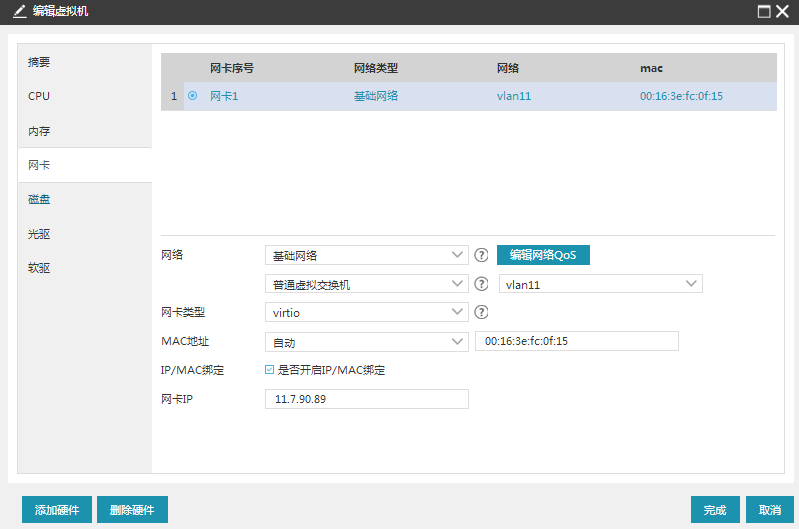 编辑虚拟机
摘要
CPU
内存
网卡
磁盘
光驱
软驱
网卡序号 网络类型 网络 mac
1 网卡1 基础网络 vlan11 00:16:3e:fc:0f:15
网络 基础网络 ? 编辑网络QoS
普通虚拟交换机 ? vlan11
网卡类型 virtio ?
MAC地址 自动 00:16:3e:fc:0f:15
IP/MAC绑定 是否开启IP/MAC绑定
网卡IP 11.7.90.89
添加硬件 删除硬件 完成 取消